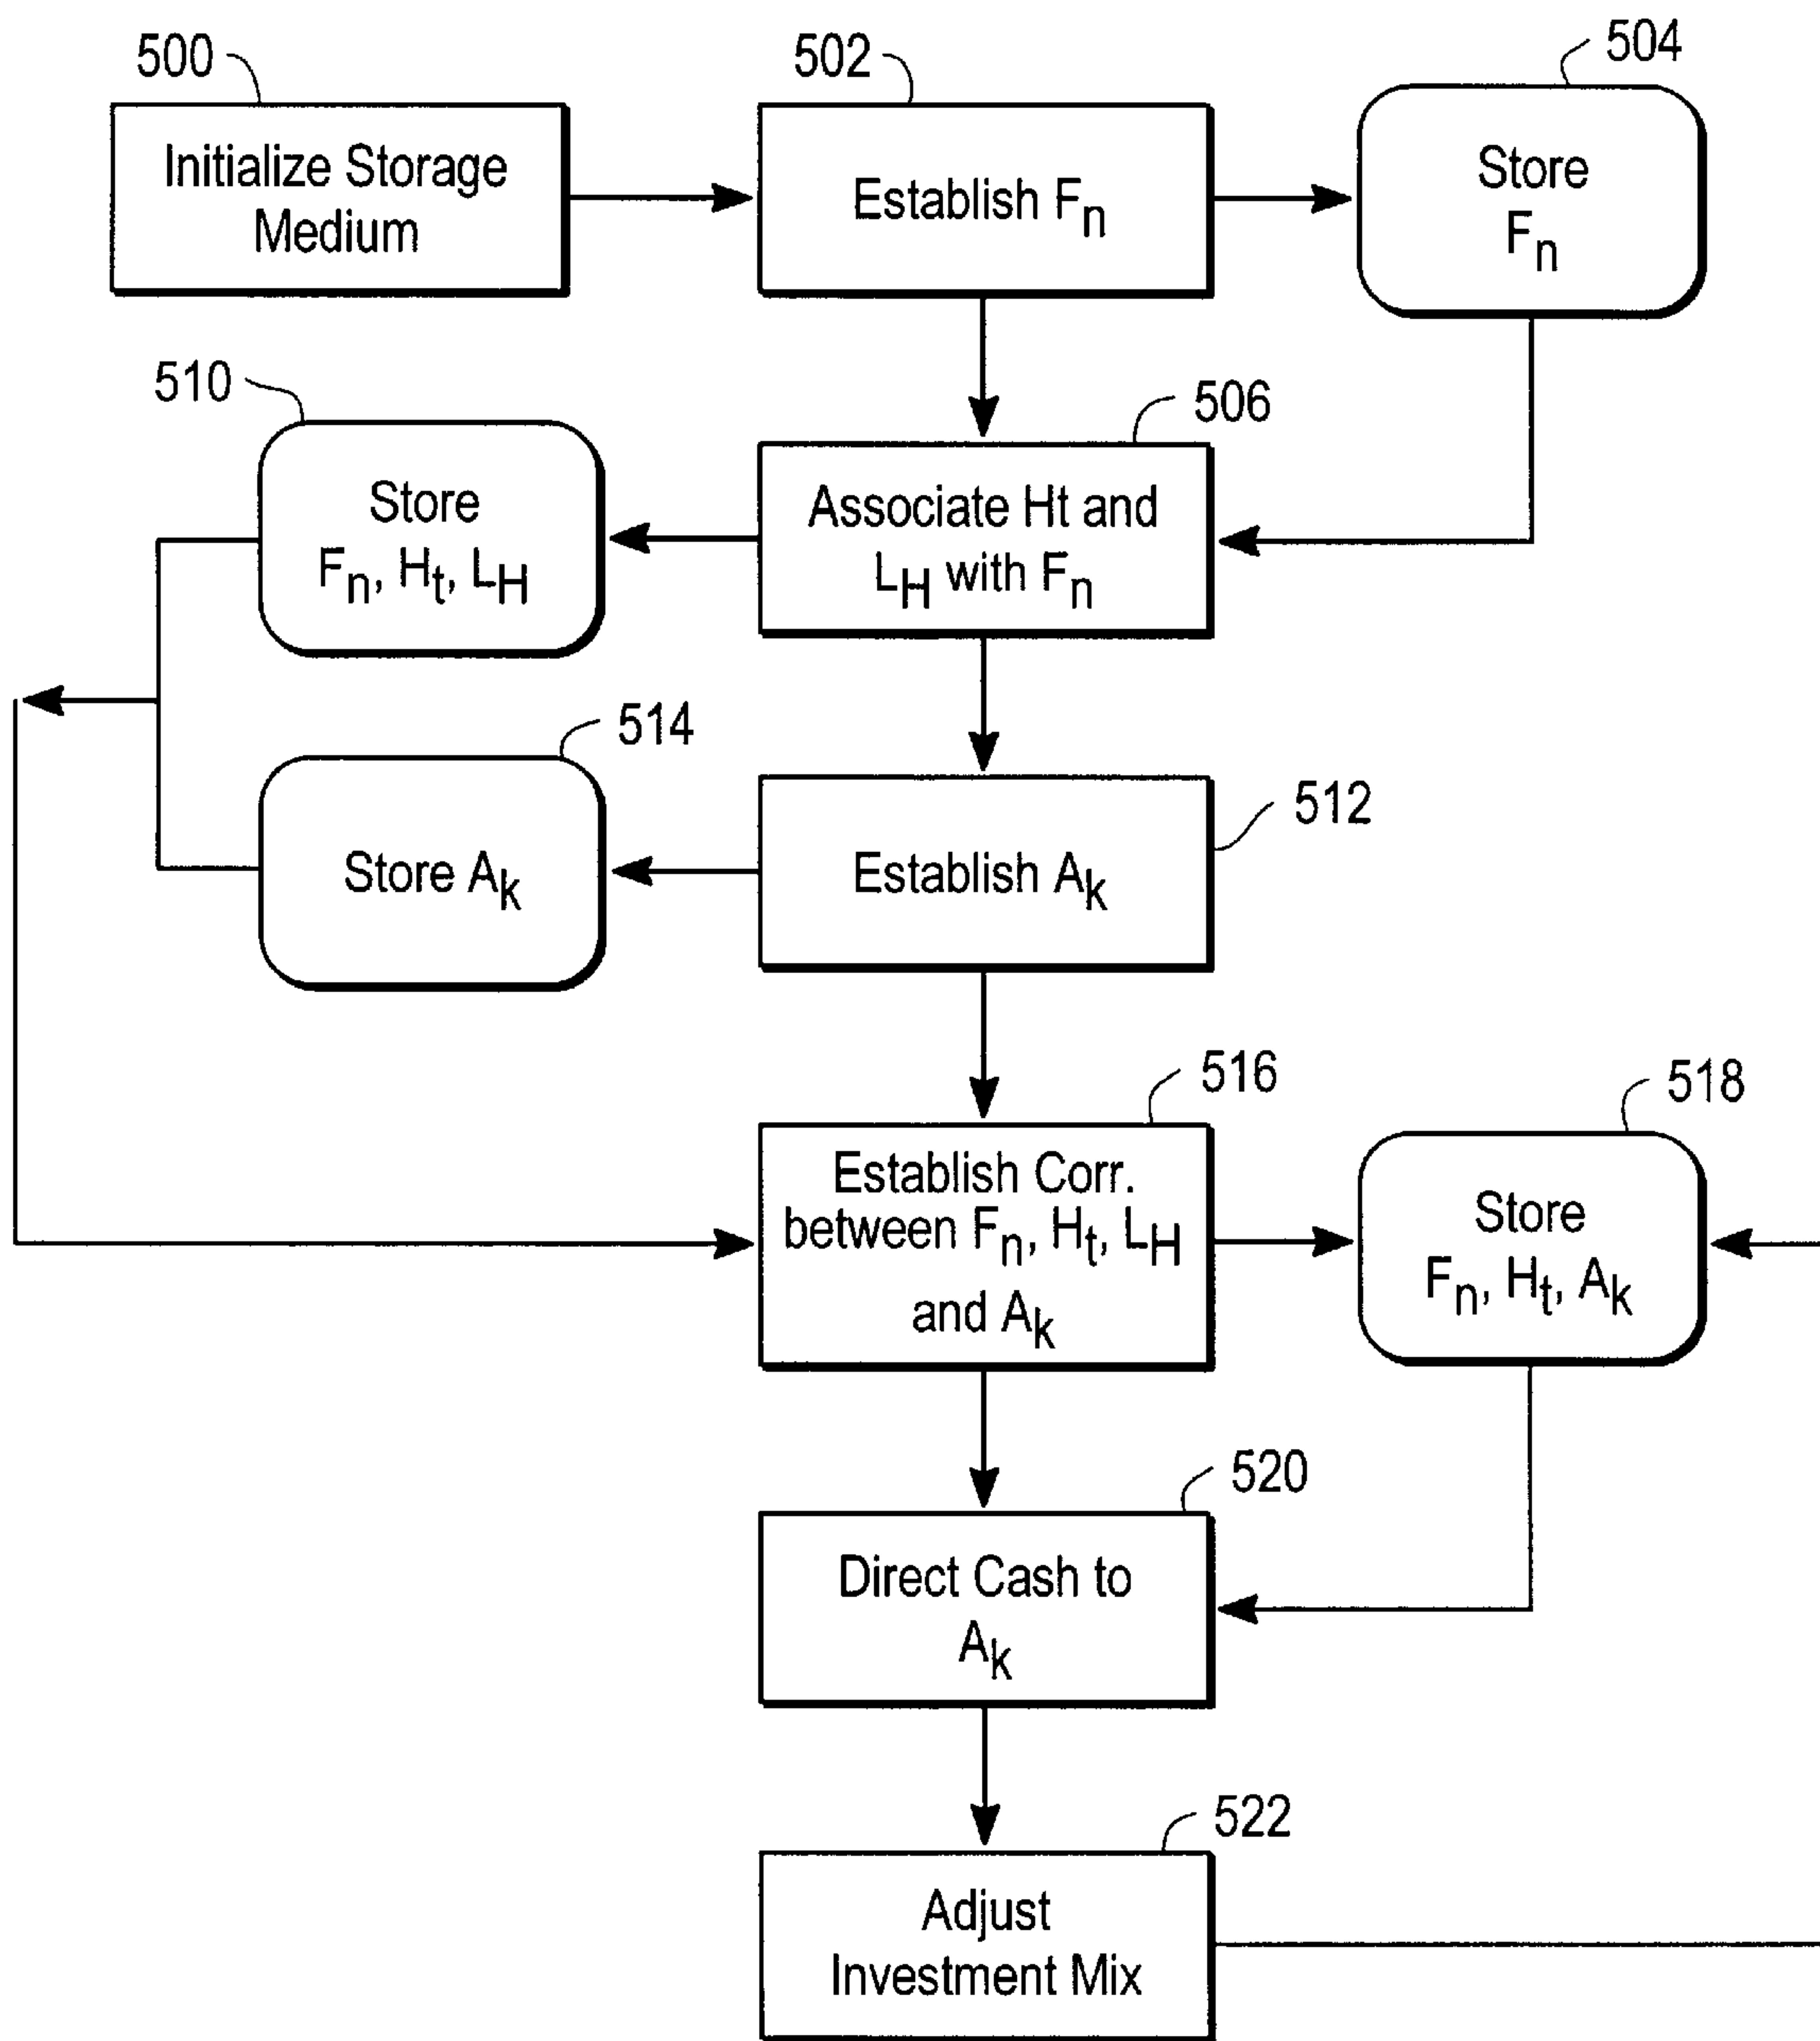 500
Initialize Storage
Medium
502
Establish Fn
504
Store
Fn
510
Store
Fn, Ht, LH
506
Associate Ht and
LH with Fn
514
Store Ak
512
Establish Ak
516
Establish Corr.
between Fn, Ht, LH
and Ak
518
Store
Fn, Ht, Ak
520
Direct Cash to
Ak
522
Adjust
Investment Mix